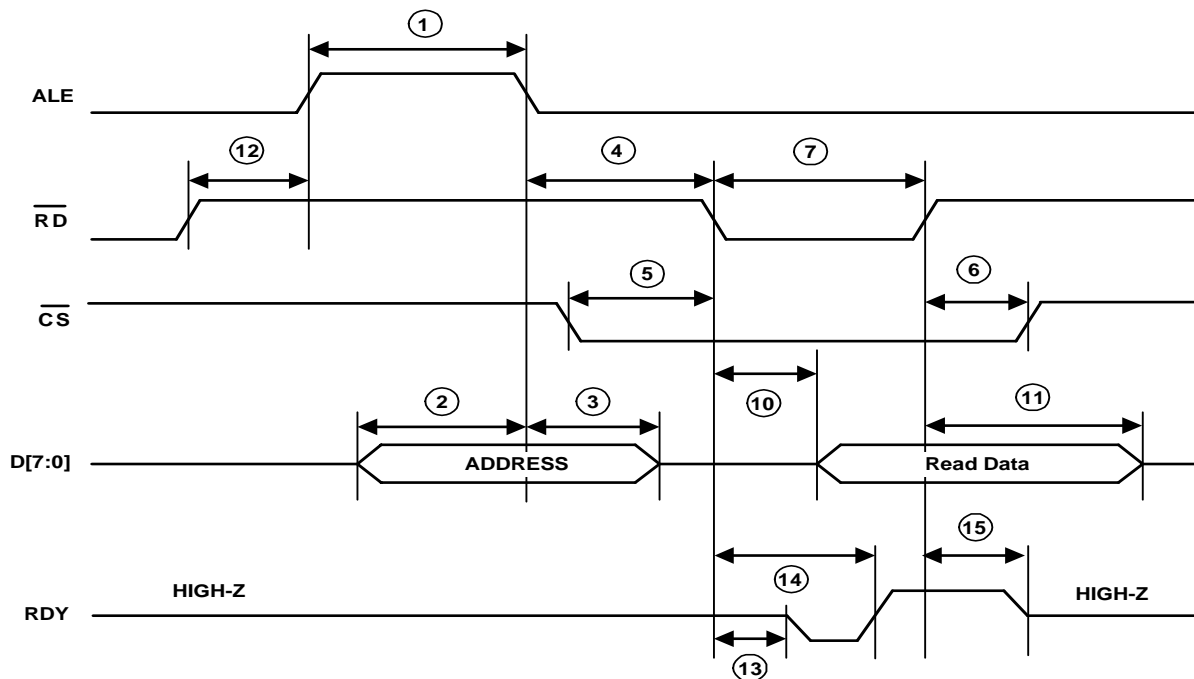 1
ALE
12
4
7
RD
5
6
CS
2
3
10
11
D[7:0]
ADDRESS
Read Data
15
14
HIGH-Z
HIGH-Z
RDY
13